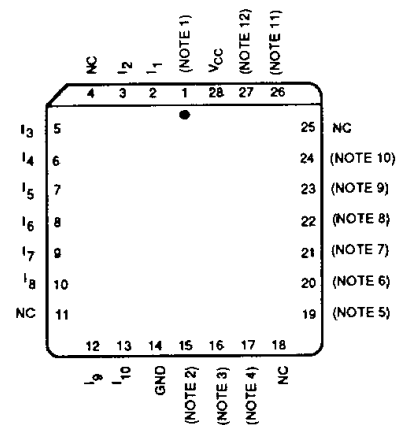 NC I2 I1 (NOTE 1) VCC (NOTE 12) (NOTE 11)
4 3 2 1 28 27 26
I3 5 25 NC
I4 6 24 (NOTE 10)
I5 7 23 (NOTE 9)
I6 8 22 (NOTE 8)
I7 9 21 (NOTE 7)
I8 10 20 (NOTE 6)
NC 11 19 (NOTE 5)
12 13 14 15 16 17 18
I9 I10 GND (NOTE 2) (NOTE 3) (NOTE 4) NC